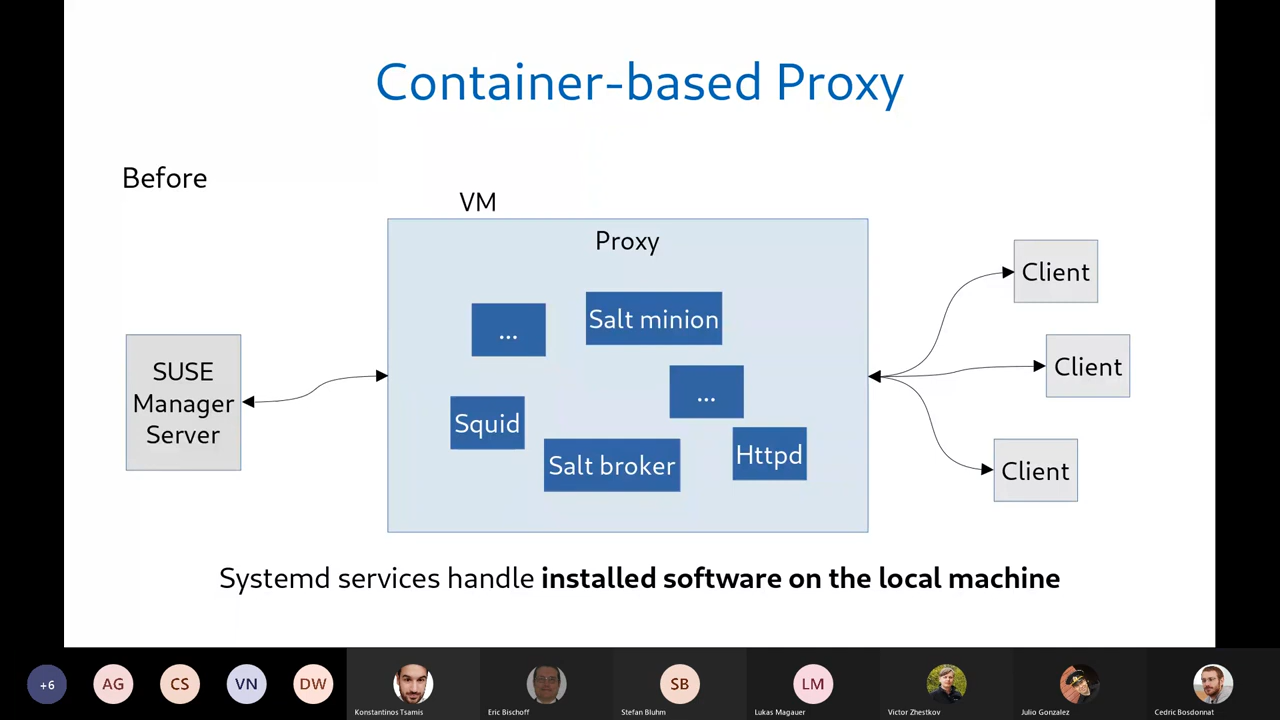 Container-based Proxy
Before
VM
Proxy
...
Salt minion
...
Squid
Salt broker
Httpd
SUSE
Manager
Server
Client
Client
Client
Systemd services handle installed software on the local machine
+6
AG
CS
VN
DW
SB
LM
Konstantinos Tsamis
Eric Bischoff
Stefan Bluhm
Lukas Magauer
Victor Zhestkov
Julio Gonzalez
Cedric Bosdonnat